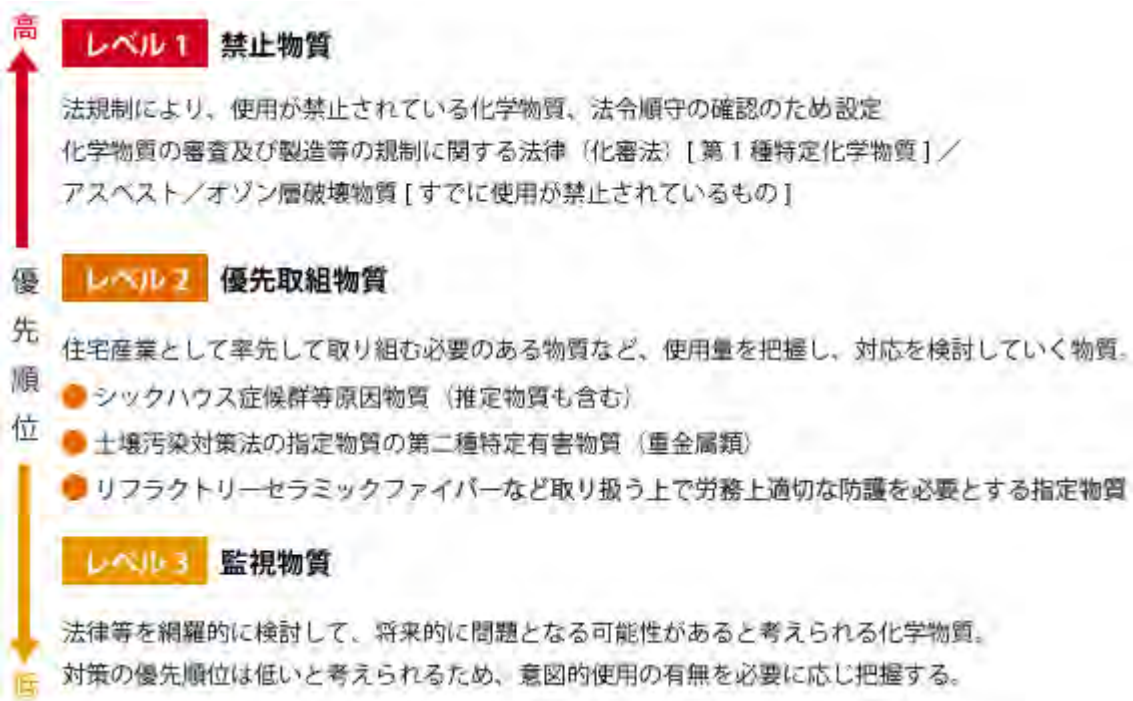 高
レベル 1 禁止物質
法規制により、使用が禁止されている化学物質、法令順守の確認のため設定
化学物質の審査及び製造等の規制に関する法律（化審法）[ 第 1 種特定化学物質 ] ／
アスベスト／オゾン層破壊物質 [ すでに使用が禁止されているもの ]
優先順位
レベル 2 優先取組物質
住宅産業として率先して取り組む必要のある物質など、使用量を把握し、対応を検討していく物質。
シックハウス症候群等原因物質（推定物質も含む）
土壌汚染対策法の指定物質の第二種特定有害物質（重金属類）
リフラクトリーセラミックファイバーなど取り扱う上で労務上適切な防護を必要とする指定物質
レベル 3 監視物質
法律等を網羅的に検討して、将来的に問題となる可能性があると考えられる化学物質。
対策の優先順位は低いと考えられるため、意図的使用の有無を必要に応じ把握する。
低